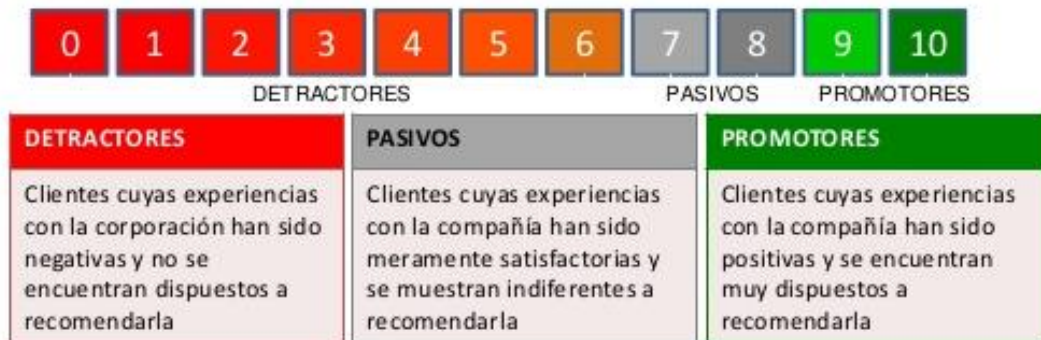 0 1 2 3 4 5 6 7 8 9 10
DETRACTORES PASIVOS PROMOTORES
DETRACTORES
Clientes cuyas experiencias
con la corporación han sido
negativas y no se
encuentran dispuestos a
recomendarla
PASIVOS
Clientes cuyas experiencias
con la compañía han sido
meramente satisfactorias y
se muestran indiferentes a
recomendarla
PROMOTORES
Clientes cuyas experiencias
con la compañía han sido
positivas y se encuentran
muy dispuestos a
recomendarla